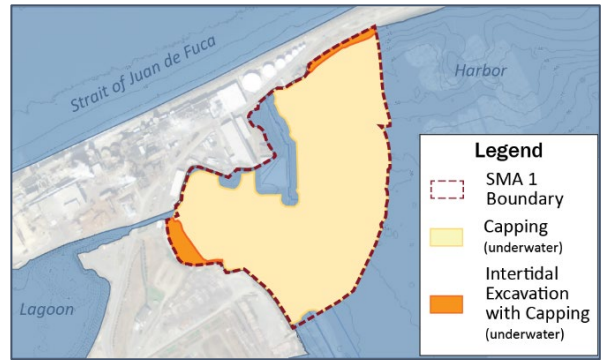 Strait of Juan de Fuca
Harbor
Lagoon
Legend
SMA 1
Boundary
Capping
(underwater)
Intertidal
Excavation
with Capping
(underwater)